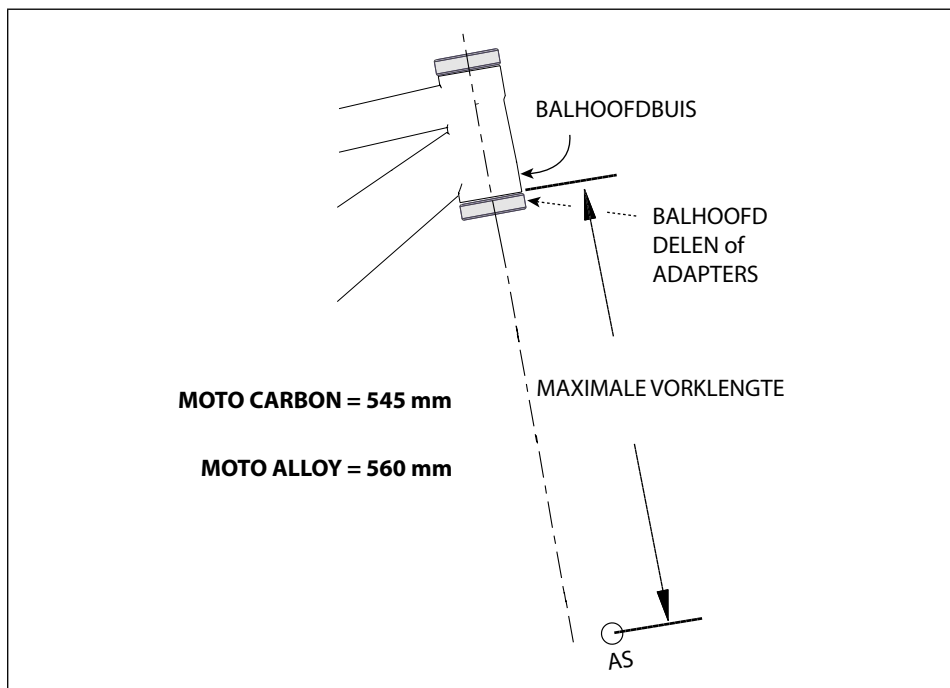 BALHOOFDBUIS
BALHOOFD
DELEN of
ADAPTERS
MAXIMALE VORKLENGTE
MOTO CARBON = 545 mm
MOTO ALLOY = 560 mm
AS